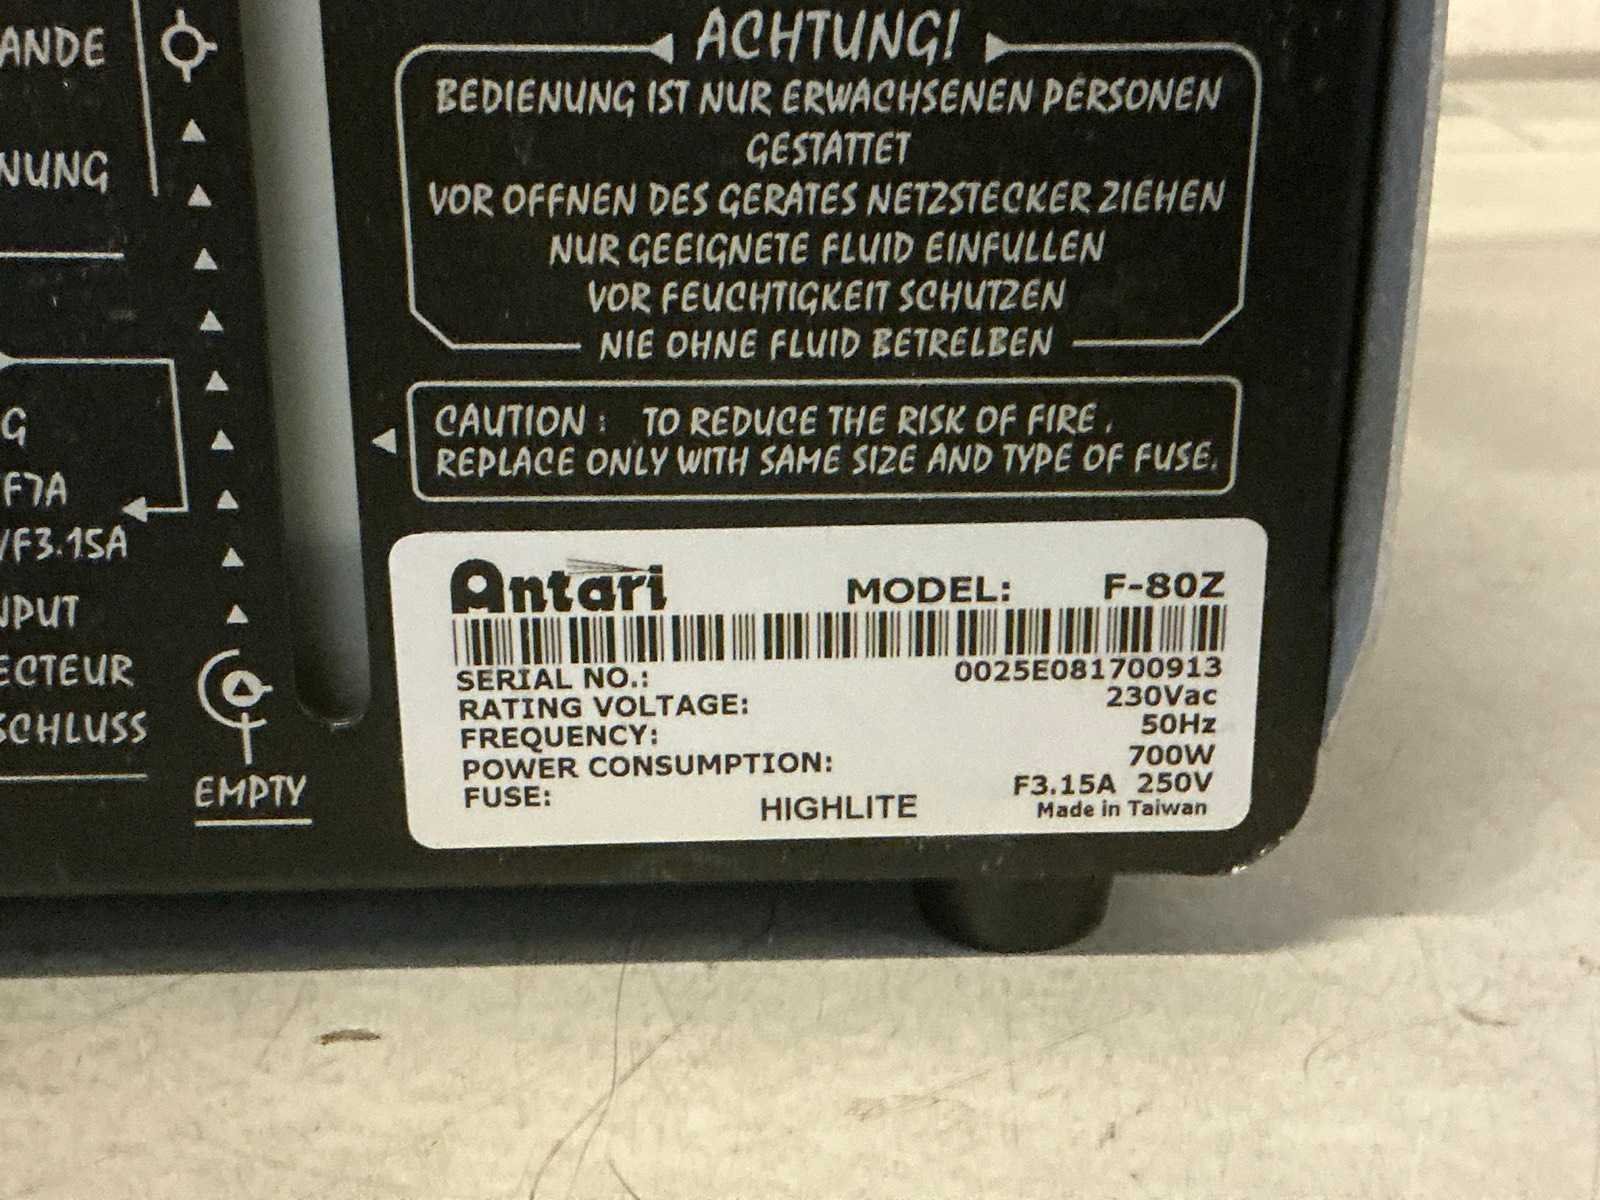 ANDE
NUNG
G
F7A
/F3.15A
NPUT
ECTEUR
SCHLUSS
EMPTY
ACHTUNG!
BEDIENUNG IST NUR ERWACHSENEN PERSONEN
GESTATTET
VOR OFFNEN DES GERATES NETZSTECKER ZIEHEN
NUR GEEIGNETE FLUID EINFULLEN
VOR FEUCHTIGKEIT SCHUTZEN
NIE OHNE FLUID BETRELBEN
CAUTION : TO REDUCE THE RISK OF FIRE.
REPLACE ONLY WITH SAME SIZE AND TYPE OF FUSE.
Antari MODEL: F-80Z
SERIAL NO.: 0025E081700913
RATING VOLTAGE: 230Vac
FREQUENCY: 50Hz
POWER CONSUMPTION: 700W
FUSE: F3.15A 250V
HIGHLITE Made in Taiwan